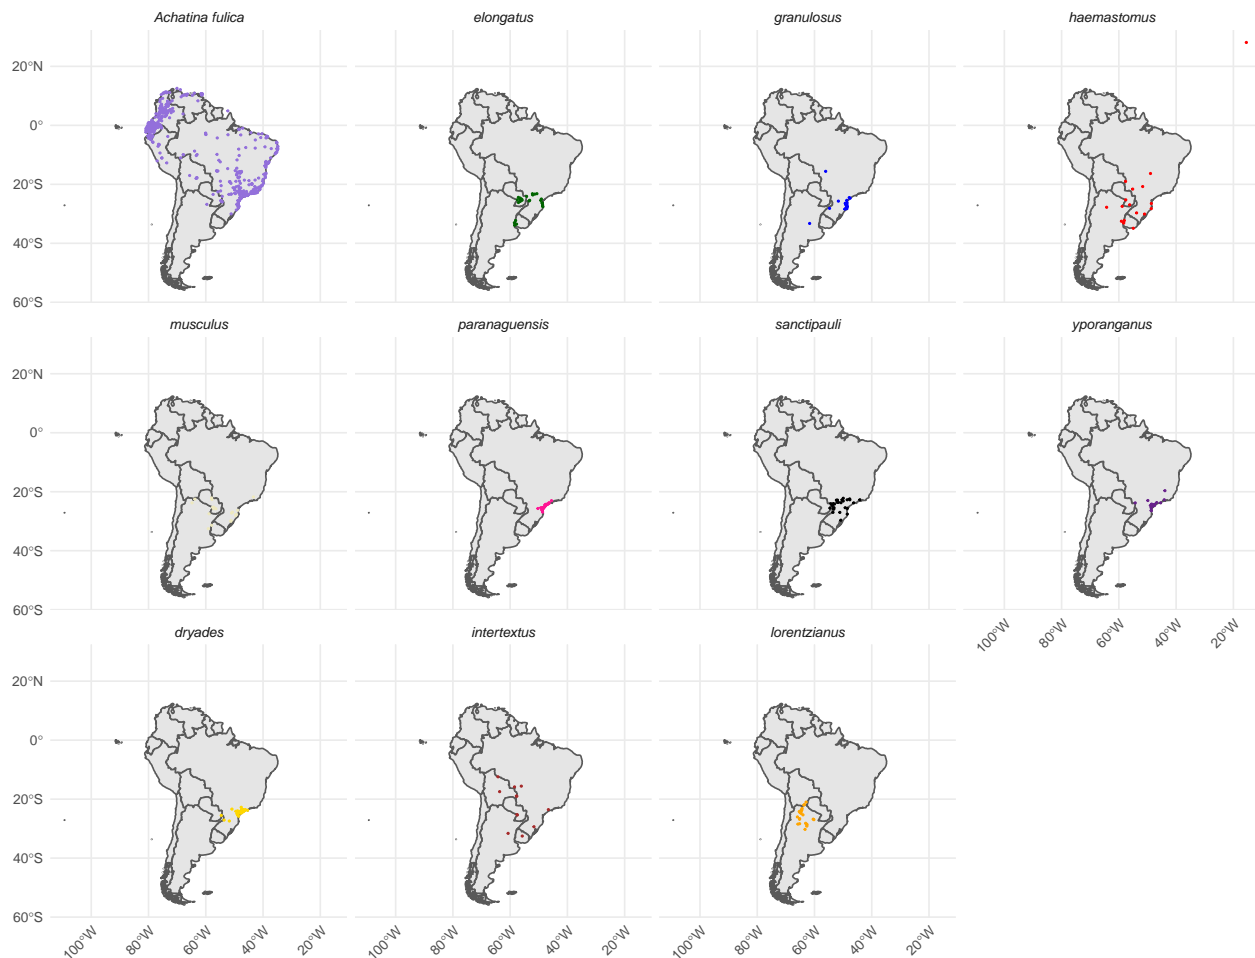 Achatina fulica elongatus granulosus haemastomus
20°N
0°
20°S
40°S
60°S
musculus paranaguensis sanctipauli yporanganus
20°N
0°
20°S
40°S
60°S
100°W 80°W 60°W 40°W 20°W
dryades intertextus lorentzianus
20°N
0°
20°S
40°S
60°S
100°W 80°W 60°W 40°W 20°W 100°W 80°W 60°W 40°W 20°W 100°W 80°W 60°W 40°W 20°W